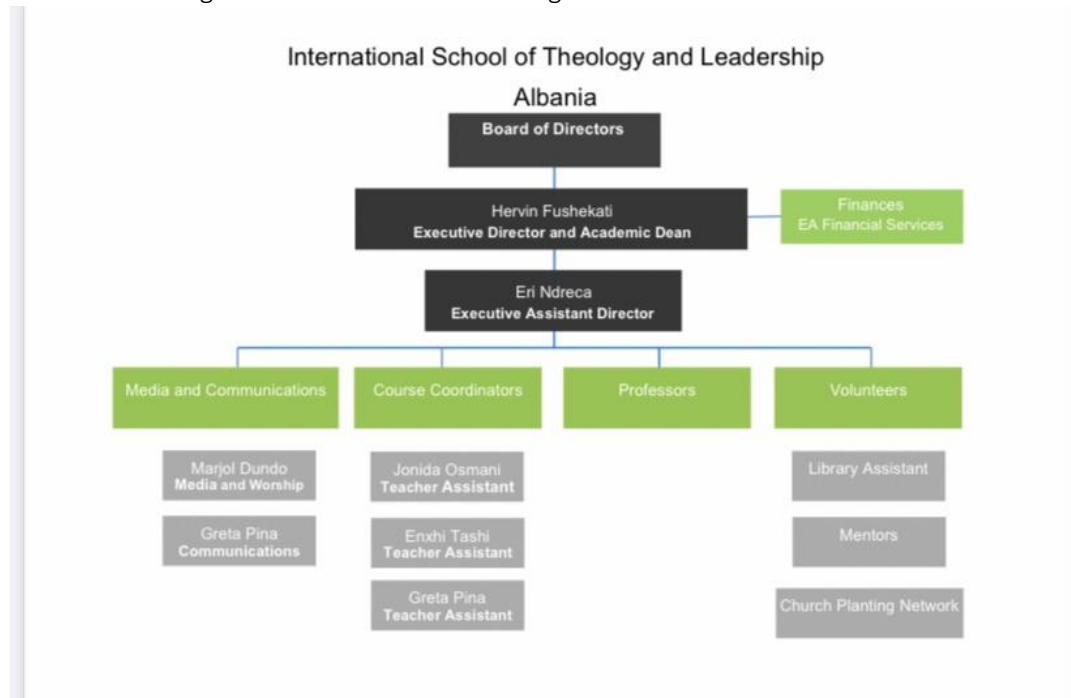 International School of Theology and Leadership
Albania
Board of Directors
Hervin Fushekati
Executive Director and Academic Dean
Finances
EA Financial Services
Eri Ndreca
Executive Assistant Director
Media and Communications
Course Coordinators
Professors
Volunteers
Marjol Dundo
Media and Worship
Greta Pina
Communications
Jonida Osmani
Teacher Assistant
Enxhi Tashi
Teacher Assistant
Greta Pina
Teacher Assistant
Library Assistant
Mentors
Church Planting Network